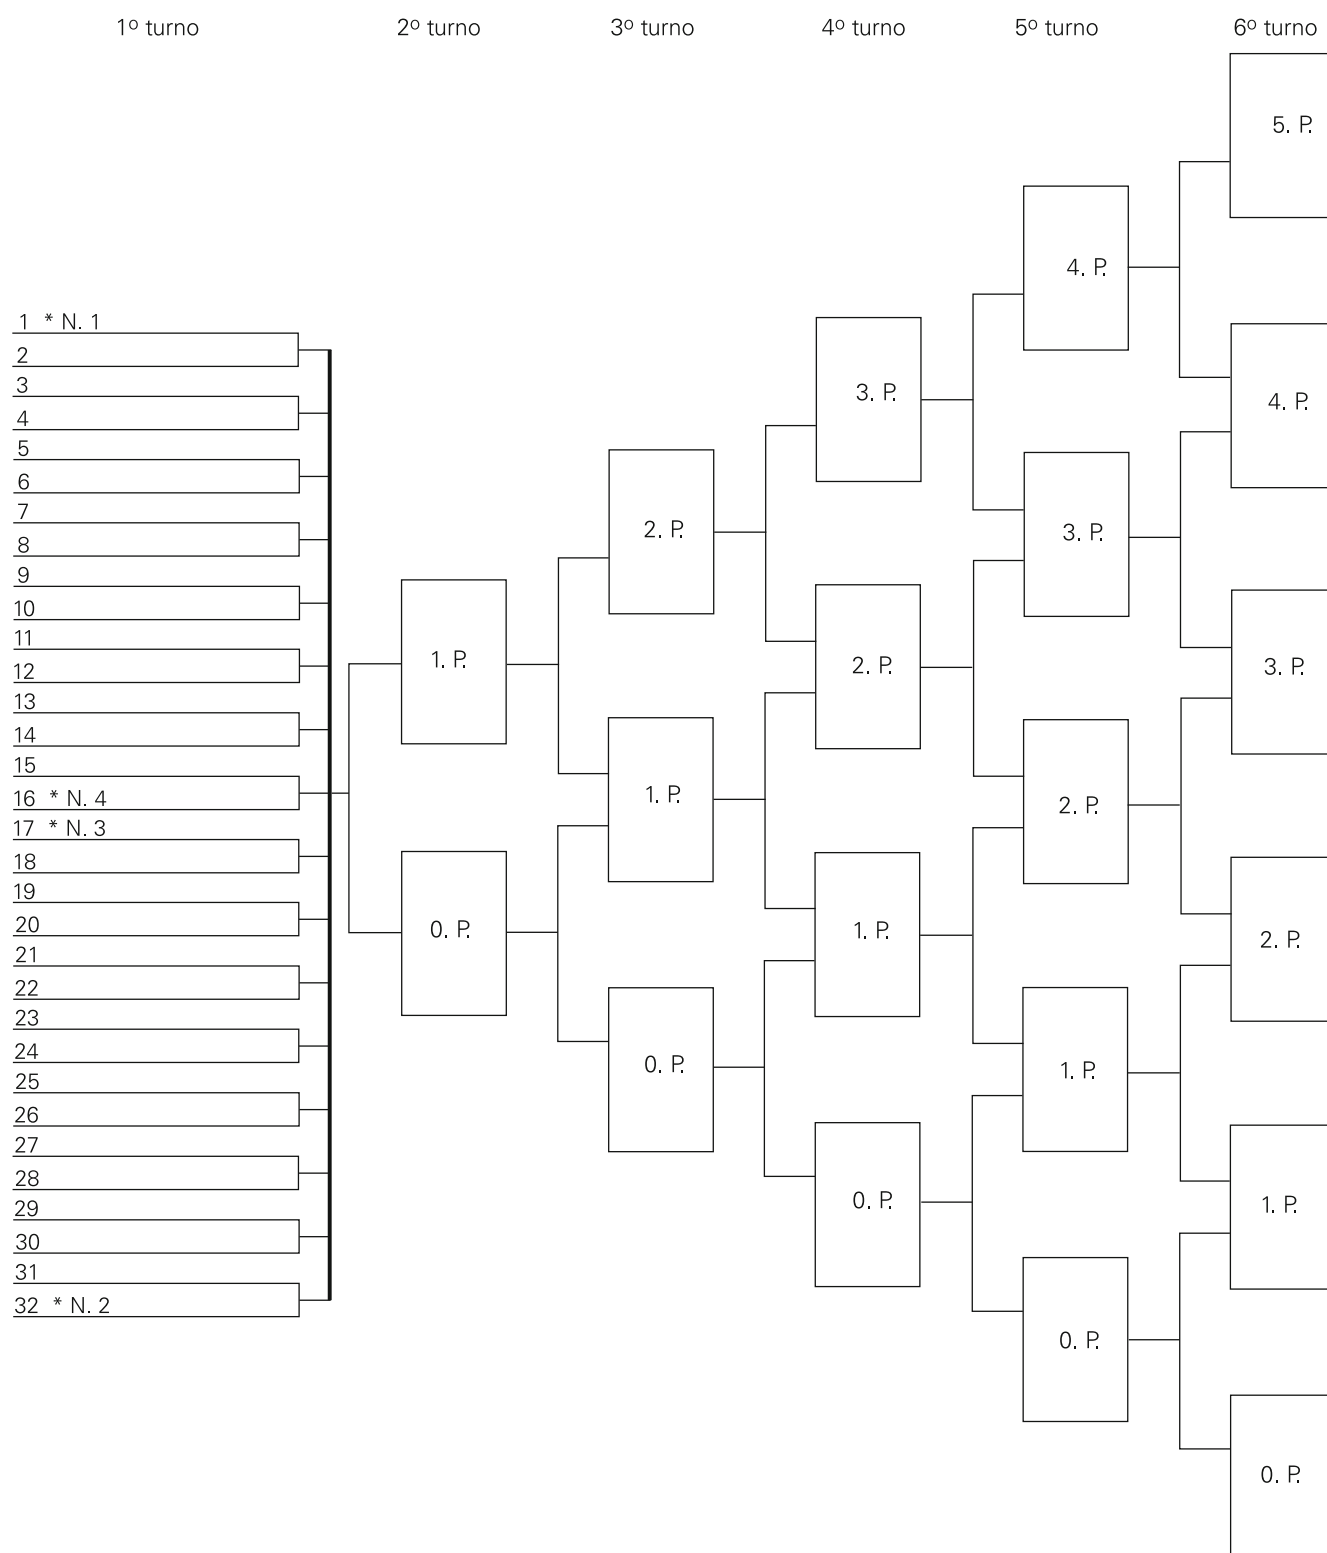 1º turno
2º turno
3º turno
4º turno
5º turno
6º turno
1 * N. 1
2
3
4
5
6
7
8
9
10
11
12
13
14
15
16 * N. 4
17 * N. 3
18
19
20
21
22
23
24
25
26
27
28
29
30
31
32 * N. 2
1. P.
0. P.
2. P.
1. P.
0. P.
3. P.
2. P.
1. P.
0. P.
4. P.
3. P.
2. P.
1. P.
0. P.
5. P.
4. P.
3. P.
2. P.
1. P.
0. P.